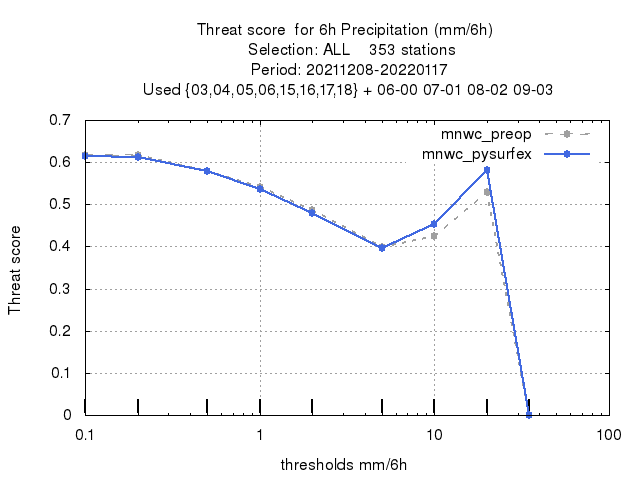 Threat score  for 6h Precipitation (mm/6h)
Selection: ALL    353 stations
Period: 20211208-20220117
Used {03,04,05,06,15,16,17,18} + 06-00 07-01 08-02 09-03
mnwc_preop
mnwc_pysurfex
0.7
0.6
0.5
0.4
0.3
0.2
0.1
0
Threat score
0.1
1
10
100
thresholds mm/6h